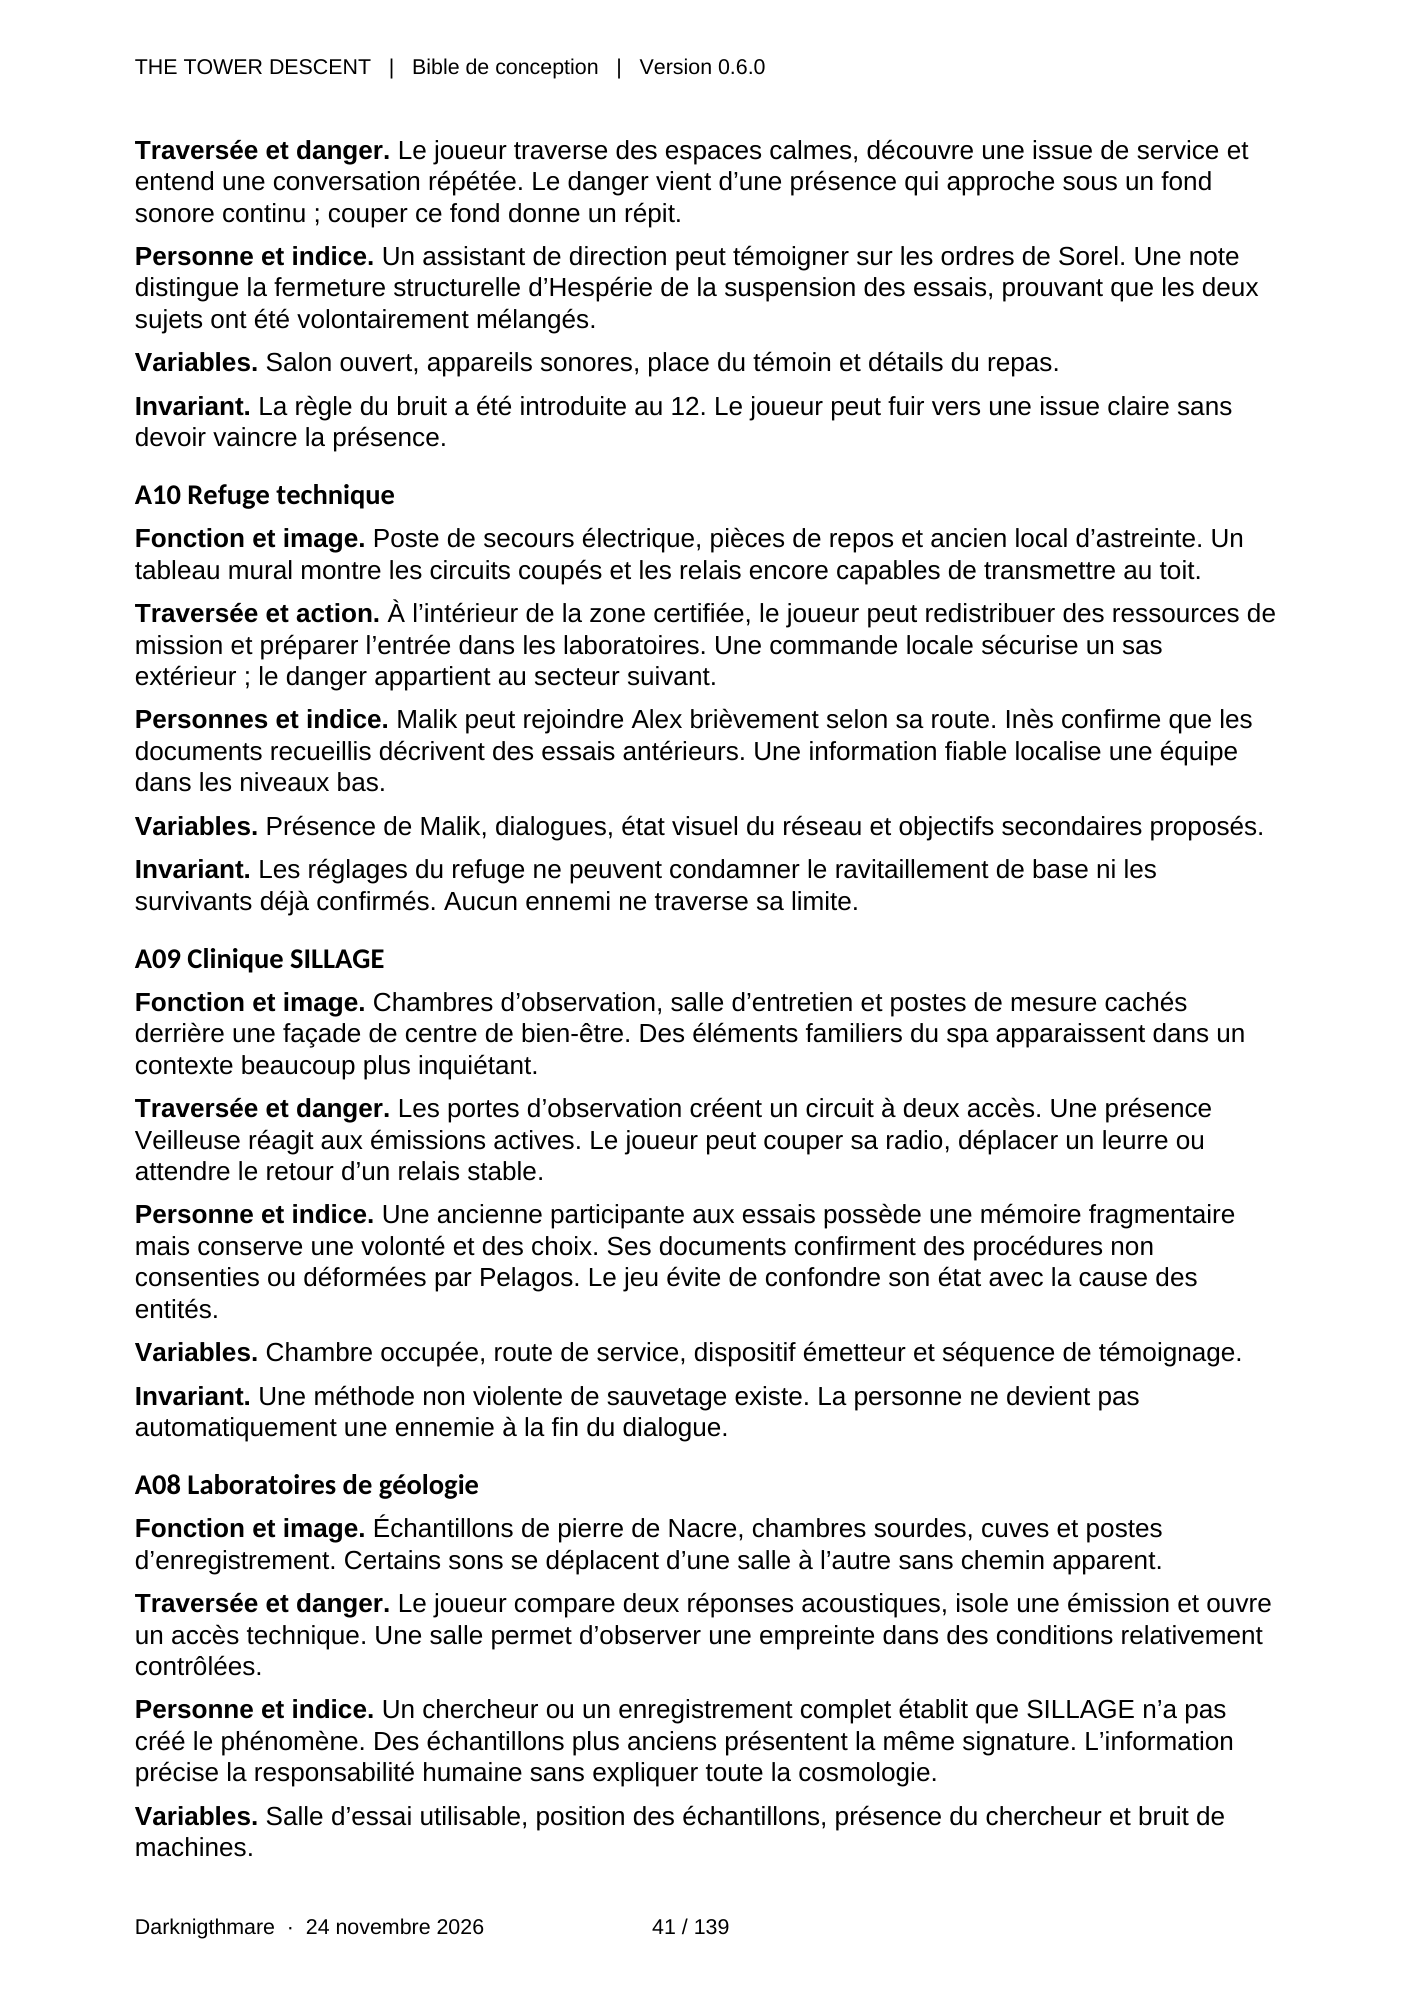 THE TOWER DESCENT | Bible de conception | Version 0.6.0
Traversée et danger. Le joueur traverse des espaces calmes, découvre une issue de service et
entend une conversation répétée. Le danger vient d’une présence qui approche sous un fond
sonore continu ; couper ce fond donne un répit.
Personne et indice. Un assistant de direction peut témoigner sur les ordres de Sorel. Une note
distingue la fermeture structurelle d’Hespérie de la suspension des essais, prouvant que les deux
sujets ont été volontairement mélangés.
Variables. Salon ouvert, appareils sonores, place du témoin et détails du repas.
Invariant. La règle du bruit a été introduite au 12. Le joueur peut fuir vers une issue claire sans
devoir vaincre la présence.
A10 Refuge technique
Fonction et image. Poste de secours électrique, pièces de repos et ancien local d’astreinte. Un
tableau mural montre les circuits coupés et les relais encore capables de transmettre au toit.
Traversée et action. À l’intérieur de la zone certifiée, le joueur peut redistribuer des ressources de
mission et préparer l’entrée dans les laboratoires. Une commande locale sécurise un sas
extérieur ; le danger appartient au secteur suivant.
Personnes et indice. Malik peut rejoindre Alex brièvement selon sa route. Inès confirme que les
documents recueillis décrivent des essais antérieurs. Une information fiable localise une équipe
dans les niveaux bas.
Variables. Présence de Malik, dialogues, état visuel du réseau et objectifs secondaires proposés.
Invariant. Les réglages du refuge ne peuvent condamner le ravitaillement de base ni les
survivants déjà confirmés. Aucun ennemi ne traverse sa limite.
A09 Clinique SILLAGE
Fonction et image. Chambres d’observation, salle d’entretien et postes de mesure cachés
derrière une façade de centre de bien-être. Des éléments familiers du spa apparaissent dans un
contexte beaucoup plus inquiétant.
Traversée et danger. Les portes d’observation créent un circuit à deux accès. Une présence
Veilleuse réagit aux émissions actives. Le joueur peut couper sa radio, déplacer un leurre ou
attendre le retour d’un relais stable.
Personne et indice. Une ancienne participante aux essais possède une mémoire fragmentaire
mais conserve une volonté et des choix. Ses documents confirment des procédures non
consenties ou déformées par Pelagos. Le jeu évite de confondre son état avec la cause des
entités.
Variables. Chambre occupée, route de service, dispositif émetteur et séquence de témoignage.
Invariant. Une méthode non violente de sauvetage existe. La personne ne devient pas
automatiquement une ennemie à la fin du dialogue.
A08 Laboratoires de géologie
Fonction et image. Échantillons de pierre de Nacre, chambres sourdes, cuves et postes
d’enregistrement. Certains sons se déplacent d’une salle à l’autre sans chemin apparent.
Traversée et danger. Le joueur compare deux réponses acoustiques, isole une émission et ouvre
un accès technique. Une salle permet d’observer une empreinte dans des conditions relativement
contrôlées.
Personne et indice. Un chercheur ou un enregistrement complet établit que SILLAGE n’a pas
créé le phénomène. Des échantillons plus anciens présentent la même signature. L’information
précise la responsabilité humaine sans expliquer toute la cosmologie.
Variables. Salle d’essai utilisable, position des échantillons, présence du chercheur et bruit de
machines.
Darknigthmare · 24 novembre 2026 41 / 139